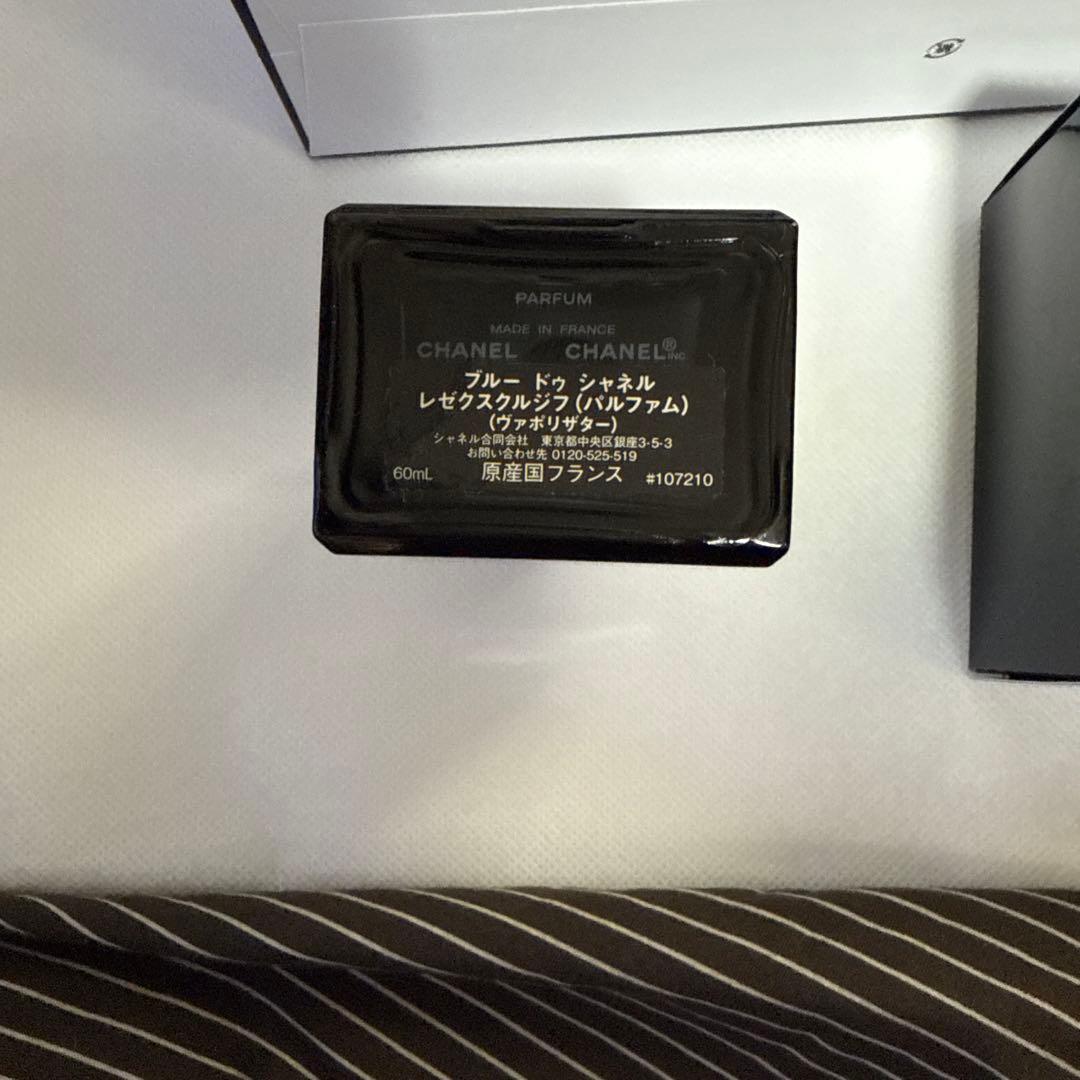 PARFUM
MADE IN FRANCE
CHANEL CHANEL® INC
ブルー ドゥ シャネル
レゼクスクルジフ(パルファム)
(ヴァポリザター)
シャネル合同会社 東京都中央区銀座3-5-3
お問い合わせ先 0120-525-519
60mL 原産国フランス #107210